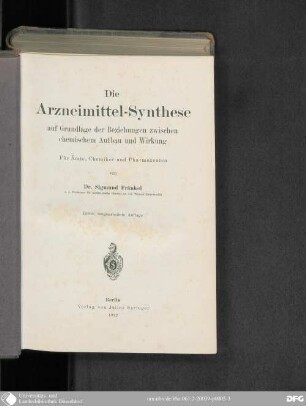 Die
Arzneimittel-Synthese
auf Grundlage der Beziehungen zwischen
chemischem Aufbau und Wirkung
Für Ärzte, Chemiker und Pharmazeuten
von
Dr. Sigmund Fränkel
Berlin
Verlag von Julius Springer
Universitäts- und
Landesbibliothek Düsseldorf
DFG